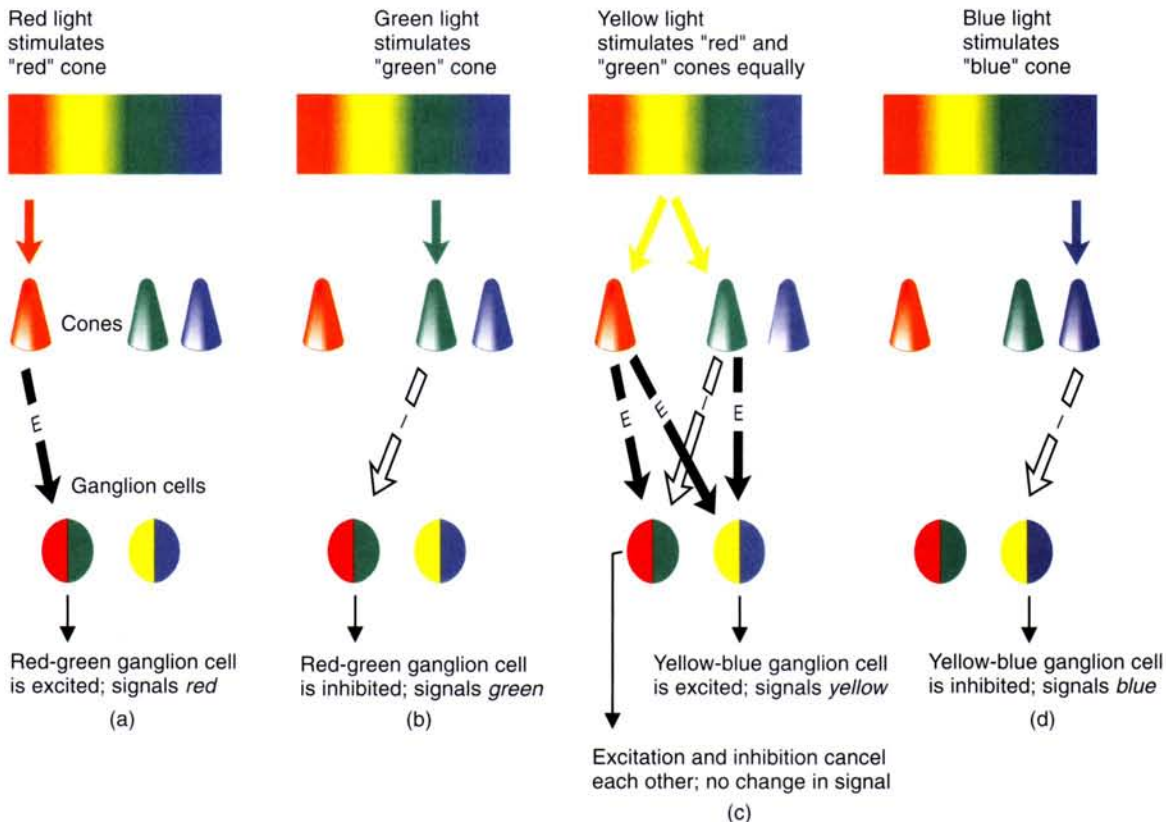 Red light
stimulates
"red" cone
Green light
stimulates
"green" cone
Yellow light
stimulates "red" and
"green" cones equally
Blue light
stimulates
"blue" cone
Cones
E
I
E
E
I
E
I
Ganglion cells
Red-green ganglion cell
is excited; signals red
(a)
Red-green ganglion cell
is inhibited; signals green
(b)
Yellow-blue ganglion cell
is excited; signals yellow
Excitation and inhibition cancel
each other; no change in signal
(c)
Yellow-blue ganglion cell
is inhibited; signals blue
(d)